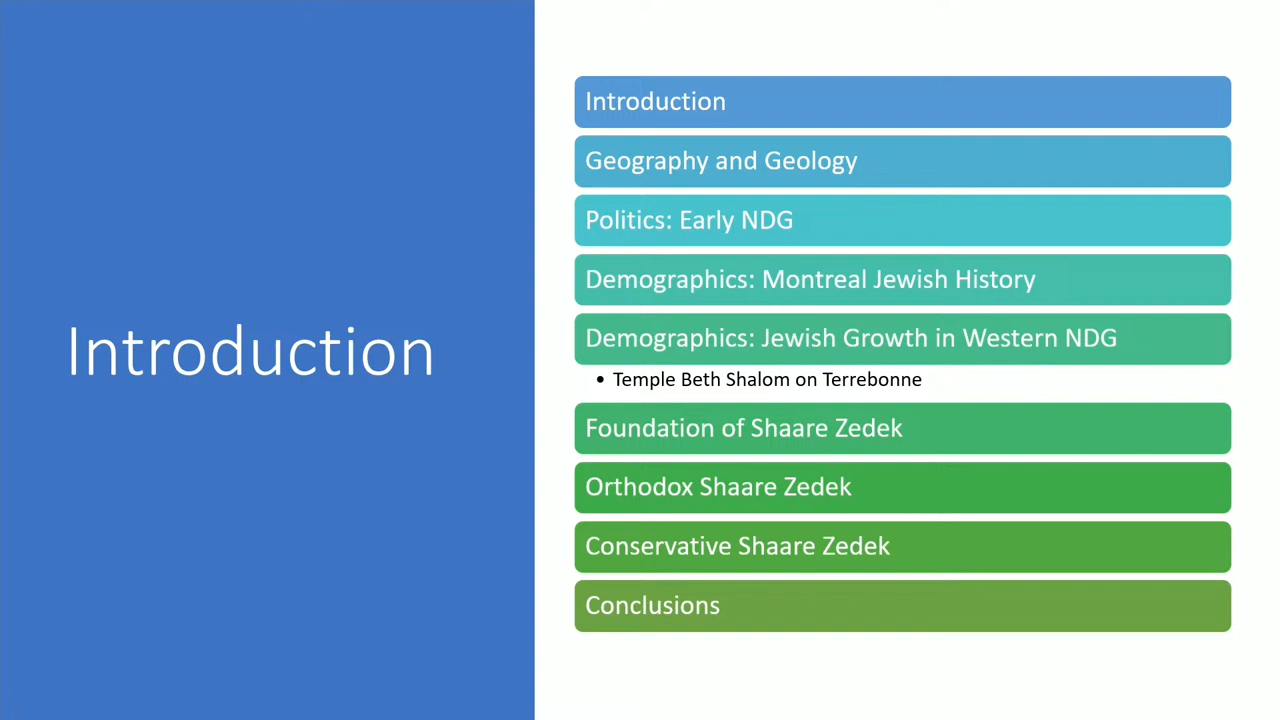 Introduction
Introduction
Geography and Geology
Politics: Early NDG
Demographics: Montreal Jewish History
Demographics: Jewish Growth in Western NDG
• Temple Beth Shalom on Terrebonne
Foundation of Shaare Zedek
Orthodox Shaare Zedek
Conservative Shaare Zedek
Conclusions